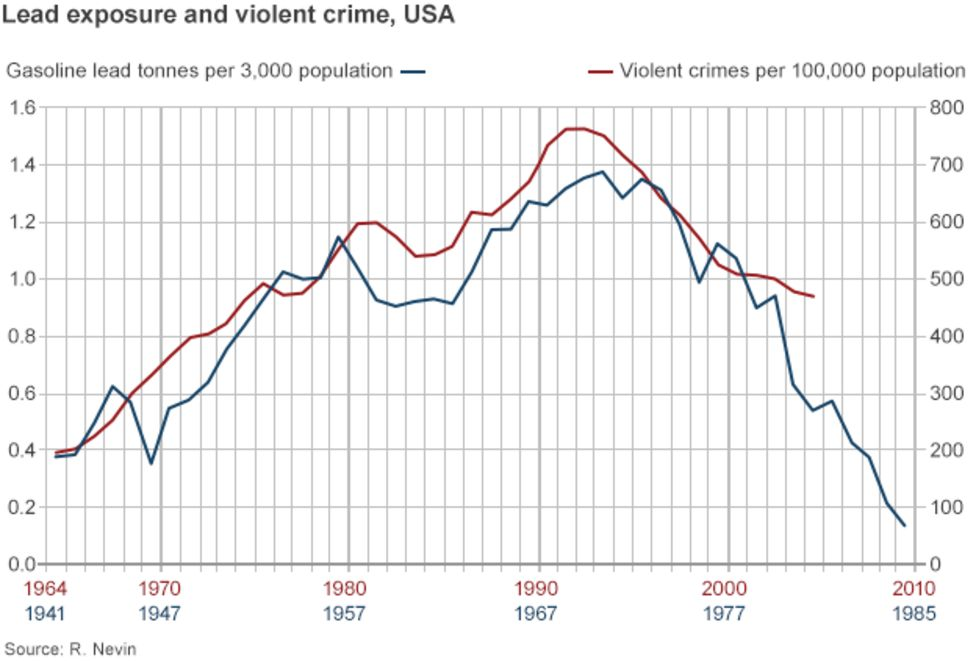 Lead exposure and violent crime, USA
Gasoline lead tonnes per 3,000 population
Violent crimes per 100,000 population
1.6 800
1.4 700
1.2 600
1.0 500
0.8 400
0.6 300
0.4 200
0.2 100
0.0 0
1964 1970 1980 1990 2000 2010
1941 1947 1957 1967 1977 1985
Source: R. Nevin